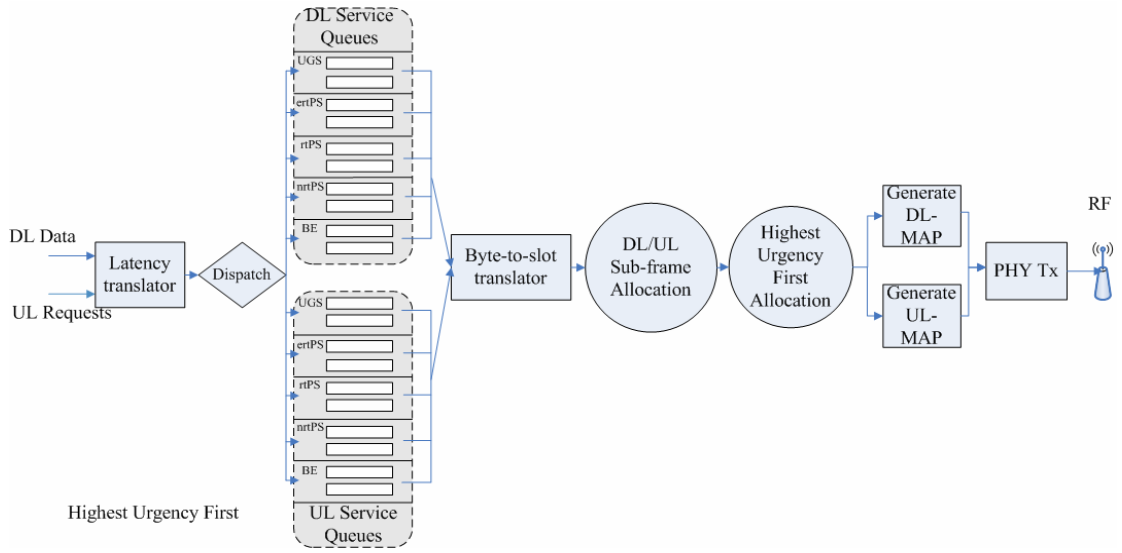 DL Service
Queues
UGS
ertPS
rtPS
nrtPS
BE
DL Data
UL Requests
Latency
translator
Dispatch
UGS
ertPS
rtPS
nrtPS
BE
UL Service
Queues
Byte-to-slot
translator
DL/UL
Sub-frame
Allocation
Highest
Urgency
First
Allocation
Generate
DL-
MAP
Generate
UL-
MAP
PHY Tx
RF
Highest Urgency First